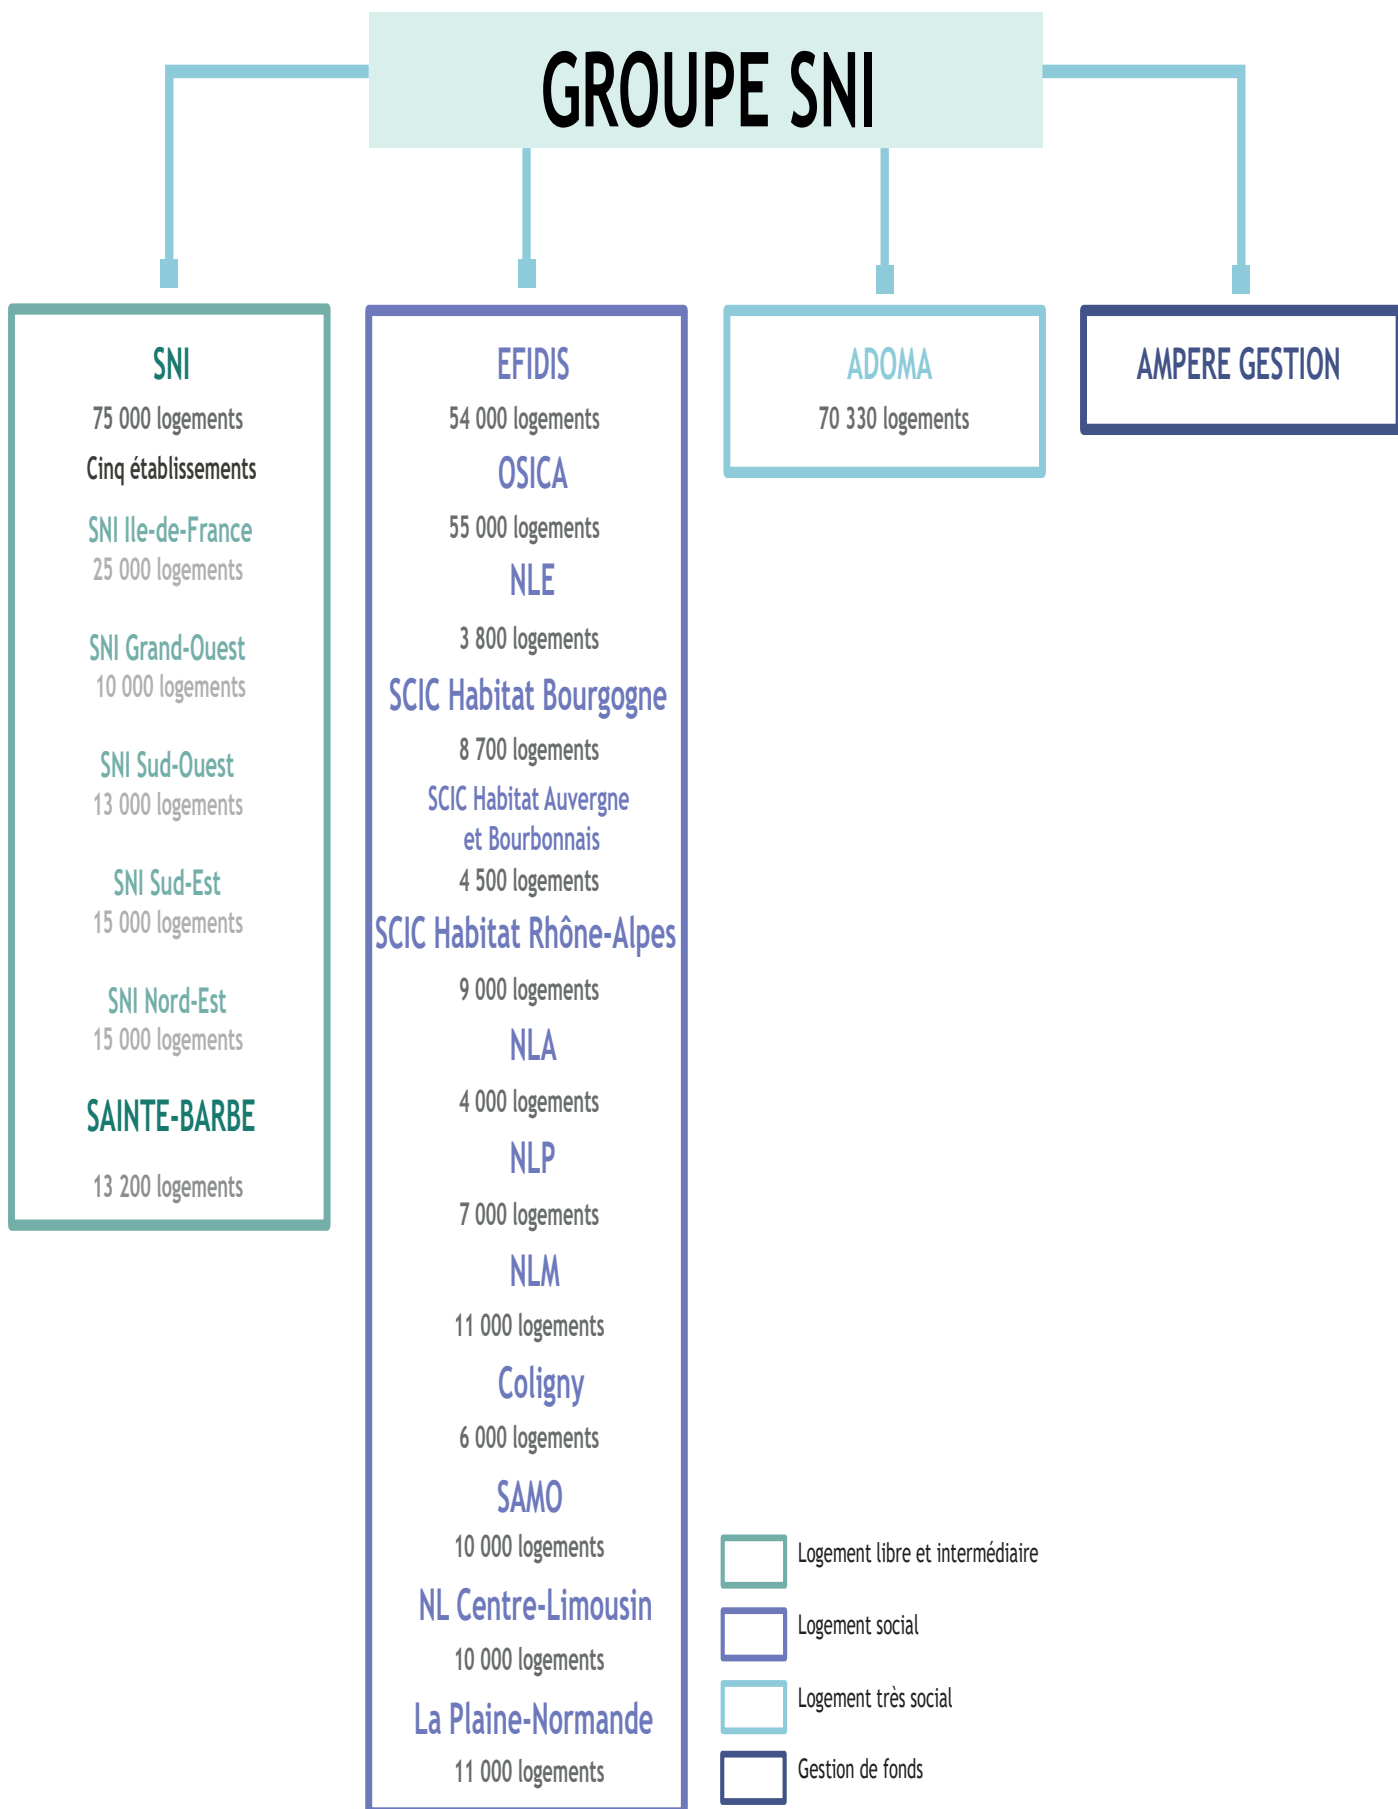 GROUPE SNI
SNI
75 000 logements
Cinq établissements
SNI Ile-de-France
25 000 logements
SNI Grand-Ouest
10 000 logements
SNI Sud-Ouest
13 000 logements
SNI Sud-Est
15 000 logements
SNI Nord-Est
15 000 logements
SAINTE-BARBE
13 200 logements
EFIDIS
54 000 logements
OSICA
55 000 logements
NLE
3 800 logements
SCIC Habitat Bourgogne
8 700 logements
SCIC Habitat Auvergne
et Bourbonnais
4 500 logements
SCIC Habitat Rhône-Alpes
9 000 logements
NLA
4 000 logements
NLP
7 000 logements
NLM
11 000 logements
Coligny
6 000 logements
SAMO
10 000 logements
NL Centre-Limousin
10 000 logements
La Plaine-Normande
11 000 logements
ADOMA
70 330 logements
AMPERE GESTION
Logement libre et intermédiaire
Logement social
Logement très social
Gestion de fonds